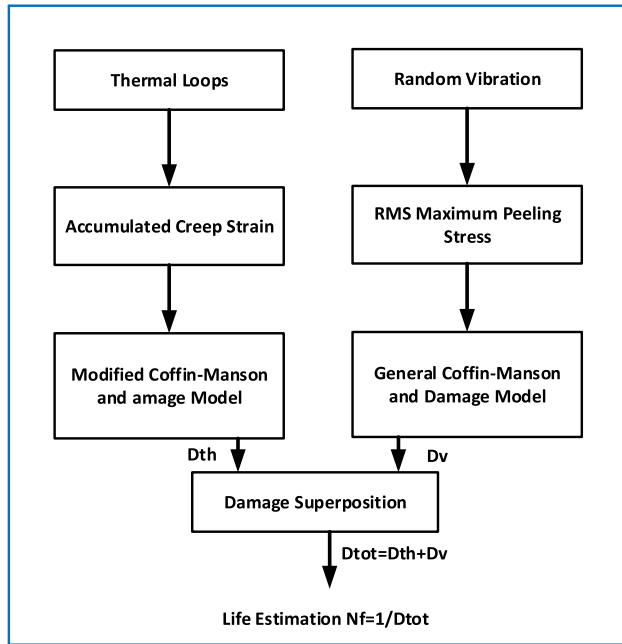 Thermal Loops
Random Vibration
Accumulated Creep Strain
RMS Maximum Peeling
Stress
Modified Coffin-Manson
and amage Model
General Coffin-Manson
and Damage Model
Dth
Dv
Damage Superposition
Dtot=Dth+Dv
Life Estimation Nf=1/Dtot